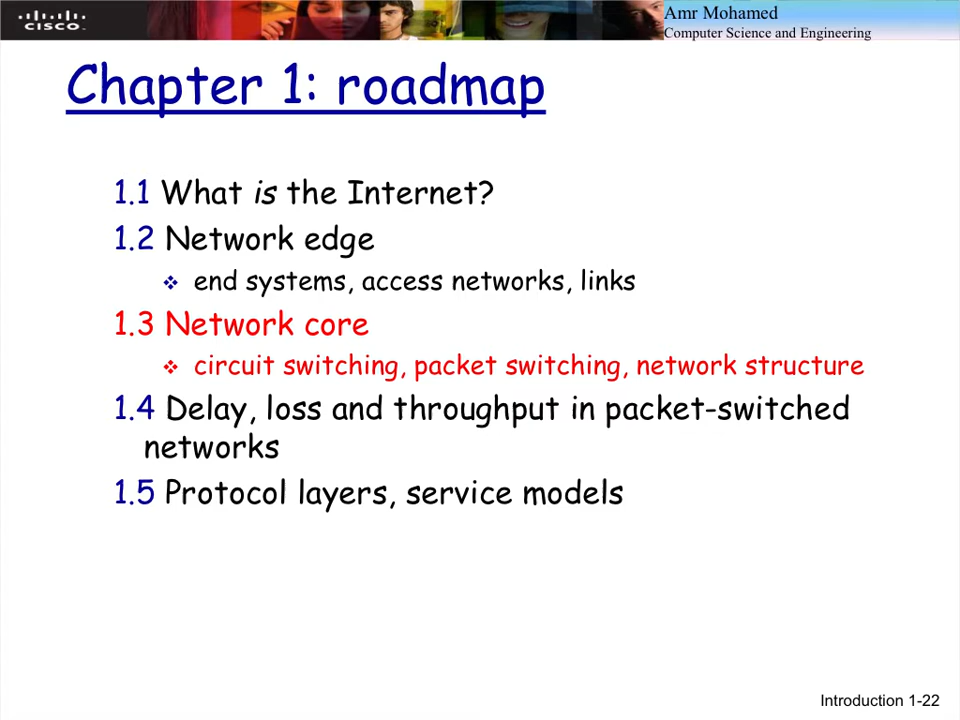 CISCO
Amr Mohamed
Computer Science and Engineering
Chapter 1: roadmap
1.1 What is the Internet?
1.2 Network edge
❖ end systems, access networks, links
1.3 Network core
❖ circuit switching, packet switching, network structure
1.4 Delay, loss and throughput in packet-switched
networks
1.5 Protocol layers, service models
Introduction 1-22